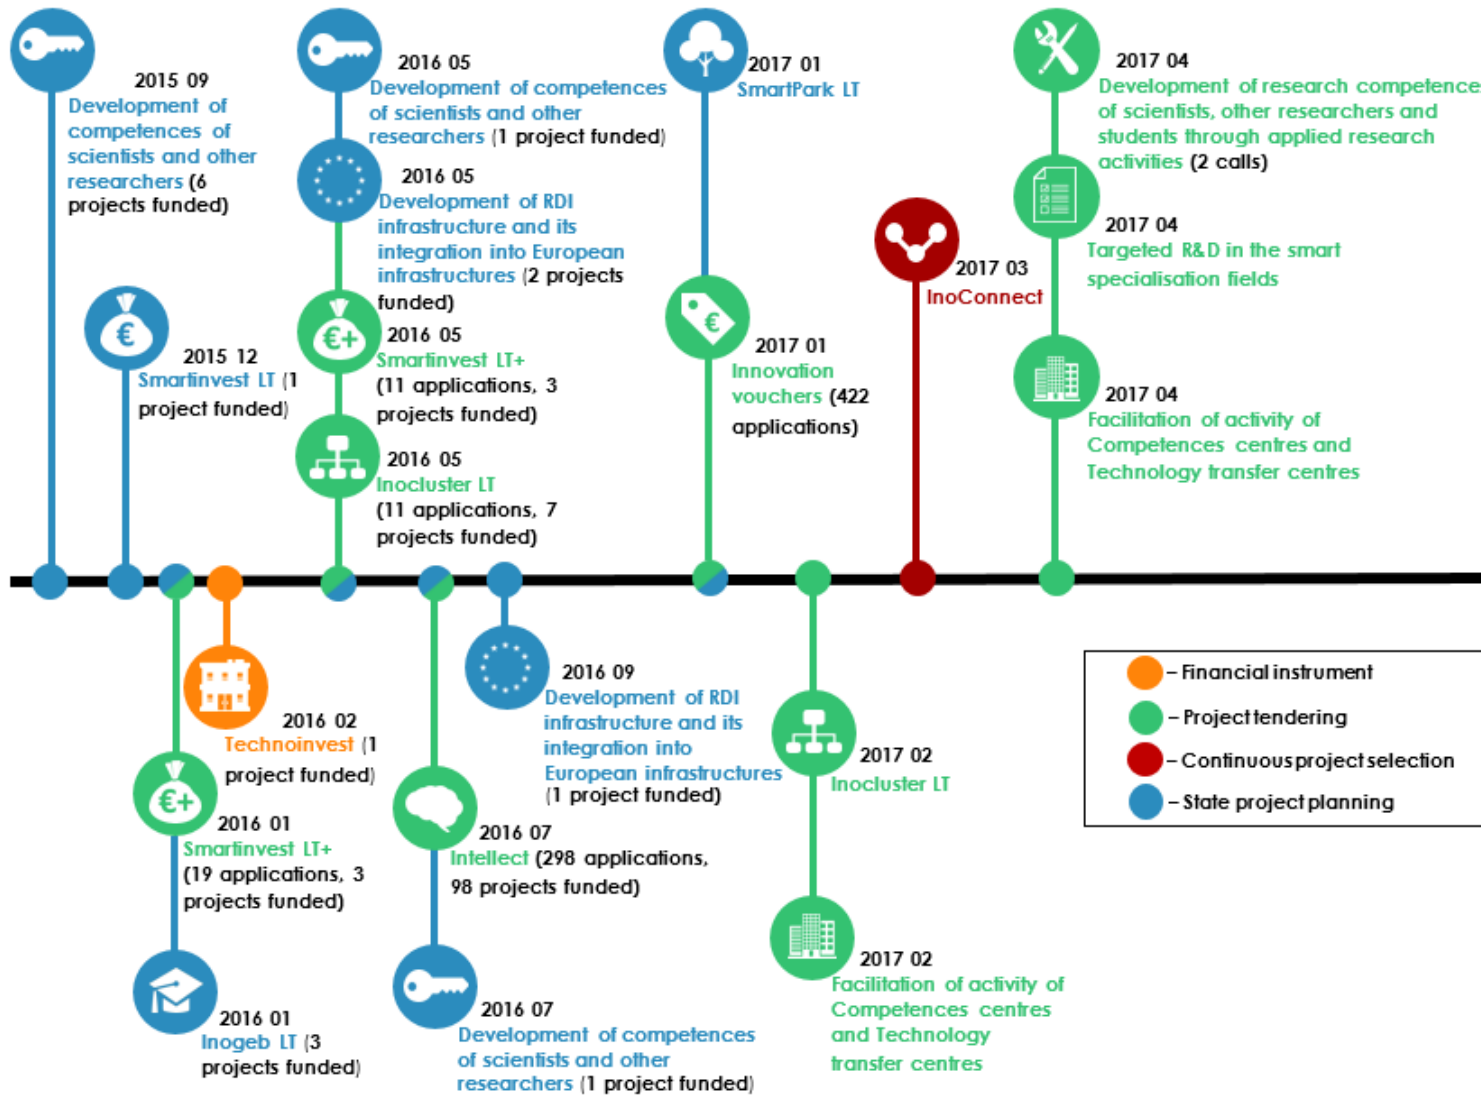 2015 09
Development of
competences of
scientists and other
researchers (6
projects funded)
2015 12
Smartinvest LT (1
project funded)
2016 05
Development of competences
of scientists and other
researchers (1 project funded)
2016 05
Development of RDI
infrastructure and its
integration into European
infrastructures (2 projects
funded)
€+
2016 05
Smartinvest LT+
(11 applications, 3
projects funded)
2016 05
Inocluster LT
(11 applications, 7
projects funded)
2017 01
SmartPark LT
€
2017 01
Innovation
vouchers (422
applications)
2017 03
InoConnect
2017 04
Development of research competence
of scientists, other researchers and
students through applied research
activities (2 calls)
2017 04
Targeted R&D in the smart
specialisation fields
2017 04
Facilitation of activity of
Competences centres and
Technology transfer centres
€
2016 02
Technoinvest (1
project funded)
€+
2016 01
Smartinvest LT+
(19 applications, 3
projects funded)
2016 01
Inogeb LT (3
projects funded)
2016 09
Development of RDI
infrastructure and its
integration into
European infrastructures
(1 project funded)
2016 07
Intellect (298 applications,
98 projects funded)
2016 07
Development of competences
of scientists and other
researchers (1 project funded)
2017 02
Inocluster LT
2017 02
Facilitation of activity of
Competences centres
and Technology
transfer centres
– Financial instrument
– Project tendering
– Continuous project selection
– State project planning